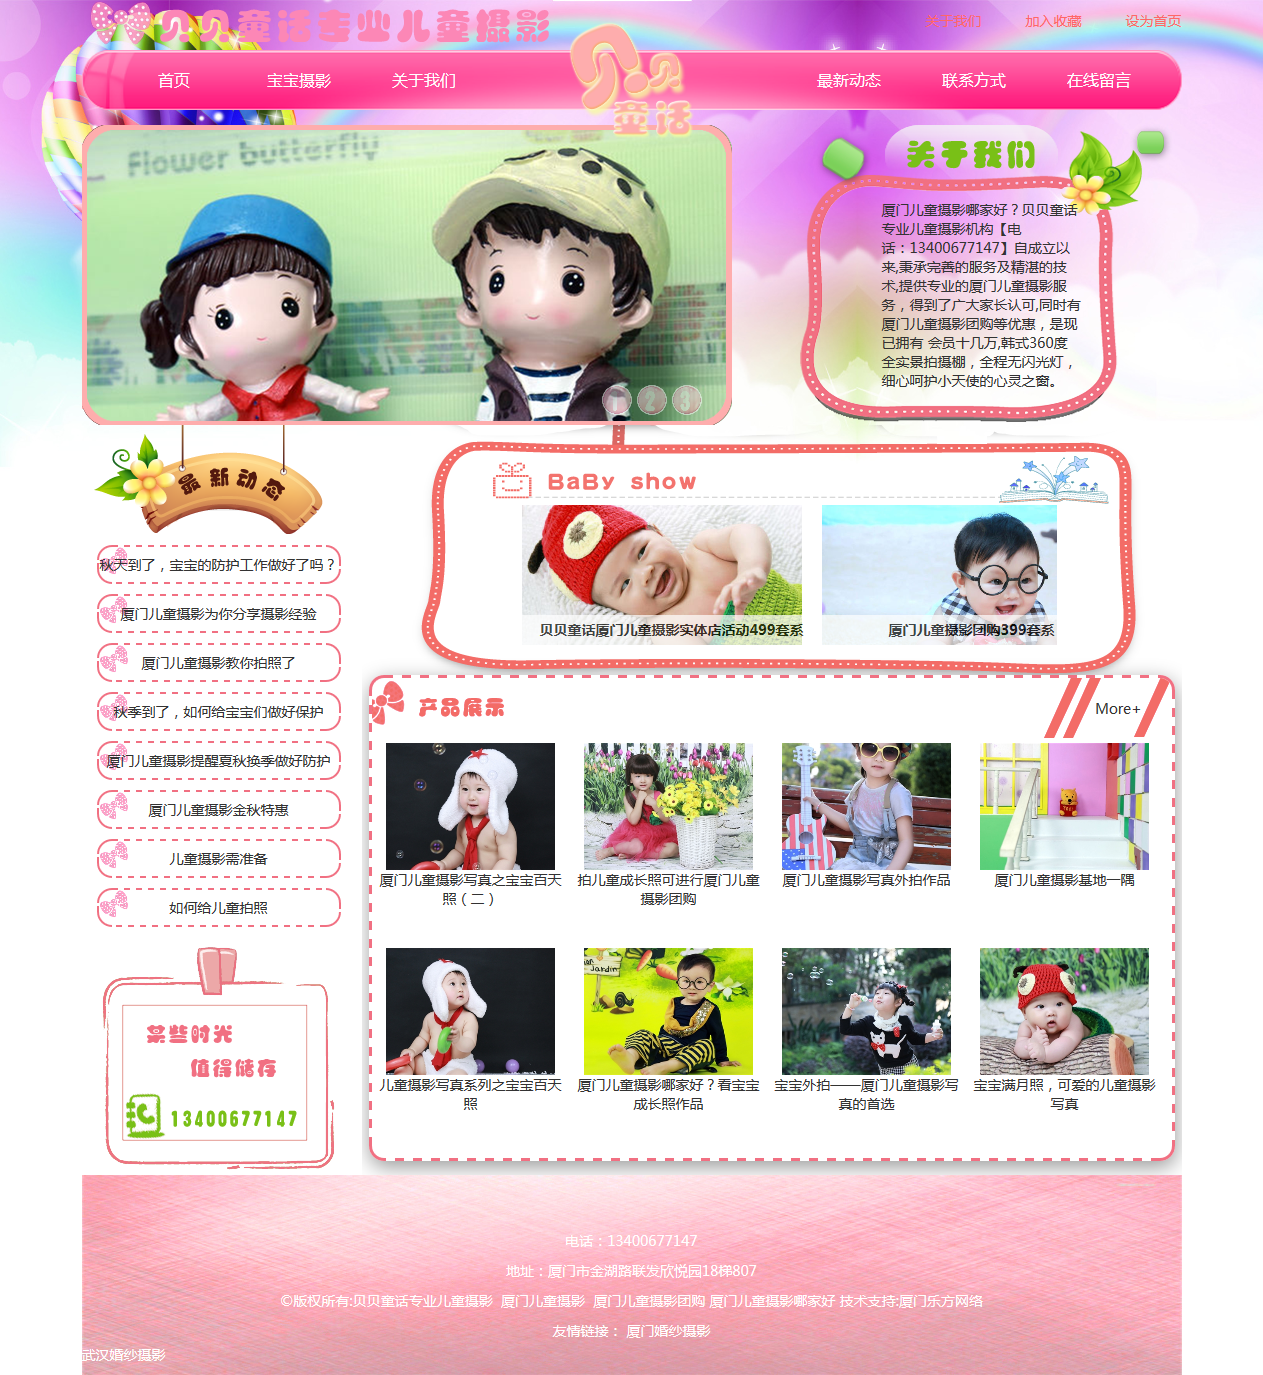 贝贝童话专业儿童摄影
关于我们 加入收藏 设为首页
首页 宝宝摄影 关于我们
贝贝
童话
最新动态 联系方式 在线留言
Flower butterfly
1 2 3
关于我们
厦门儿童摄影哪家好？贝贝童话
专业儿童摄影机构【电
话：13400677147】自成立以
来,秉承完善的服务及精湛的技
术,提供专业的厦门儿童摄影服
务，得到了广大家长认可,同时有
厦门儿童摄影团购等优惠，是现
已拥有 会员十几万,韩式360度
全实景拍摄棚，全程无闪光灯，
细心呵护小天使的心灵之窗。
最新动态
秋天到了，宝宝的防护工作做好了吗？
厦门儿童摄影为你分享摄影经验
厦门儿童摄影教你拍照了
秋季到了，如何给宝宝们做好保护
厦门儿童摄影提醒夏秋换季做好防护
厦门儿童摄影金秋特惠
儿童摄影需准备
如何给儿童拍照
某些时光
值得储存
13400677147
BaBy show
贝贝童话厦门儿童摄影实体店活动499套系
厦门儿童摄影团购399套系
产品展示
More+
厦门儿童摄影写真之宝宝百天
照（二）
拍儿童成长照可进行厦门儿童
摄影团购
厦门儿童摄影写真外拍作品
厦门儿童摄影基地一隅
儿童摄影写真系列之宝宝百天
照
Jardin
厦门儿童摄影哪家好？看宝宝
成长照作品
宝宝外拍——厦门儿童摄影写
真的首选
宝宝满月照，可爱的儿童摄影
写真
电话：13400677147
地址：厦门市金湖路联发欣悦园18梯807
©版权所有:贝贝童话专业儿童摄影 厦门儿童摄影 厦门儿童摄影团购 厦门儿童摄影哪家好 技术支持:厦门乐方网络
友情链接： 厦门婚纱摄影
武汉婚纱摄影